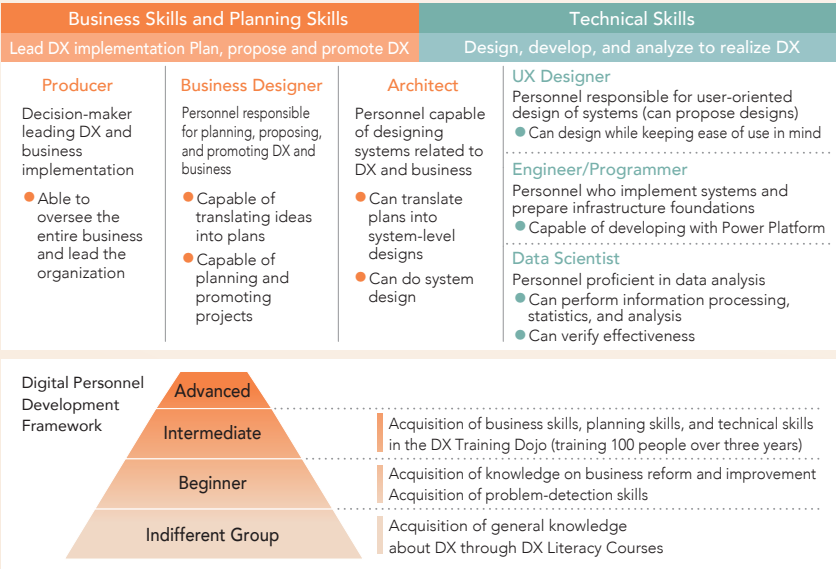 Business Skills and Planning Skills
Lead DX implementation Plan, propose and promote DX
Technical Skills
Design, develop, and analyze to realize DX
Producer
Decision-maker
leading DX and
business
implementation
● Able to
oversee the
entire business
and lead the
organization
Business Designer
Personnel responsible
for planning, proposing,
and promoting DX and
business
● Capable of
translating ideas
into plans
● Capable of
planning and
promoting
projects
Architect
Personnel capable
of designing
systems related to
DX and business
● Can translate
plans into
system-level
designs
● Can do system
design
UX Designer
Personnel responsible for user-oriented
design of systems (can propose designs)
● Can design while keeping ease of use in mind
Engineer/Programmer
Personnel who implement systems and
prepare infrastructure foundations
● Capable of developing with Power Platform
Data Scientist
Personnel proficient in data analysis
● Can perform information processing,
statistics, and analysis
● Can verify effectiveness
Digital Personnel
Development
Framework
Advanced
Intermediate
Acquisition of business skills, planning skills, and technical skills
in the DX Training Dojo (training 100 people over three years)
Beginner
Acquisition of knowledge on business reform and improvement
Acquisition of problem-detection skills
Indifferent Group
Acquisition of general knowledge
about DX through DX Literacy Courses